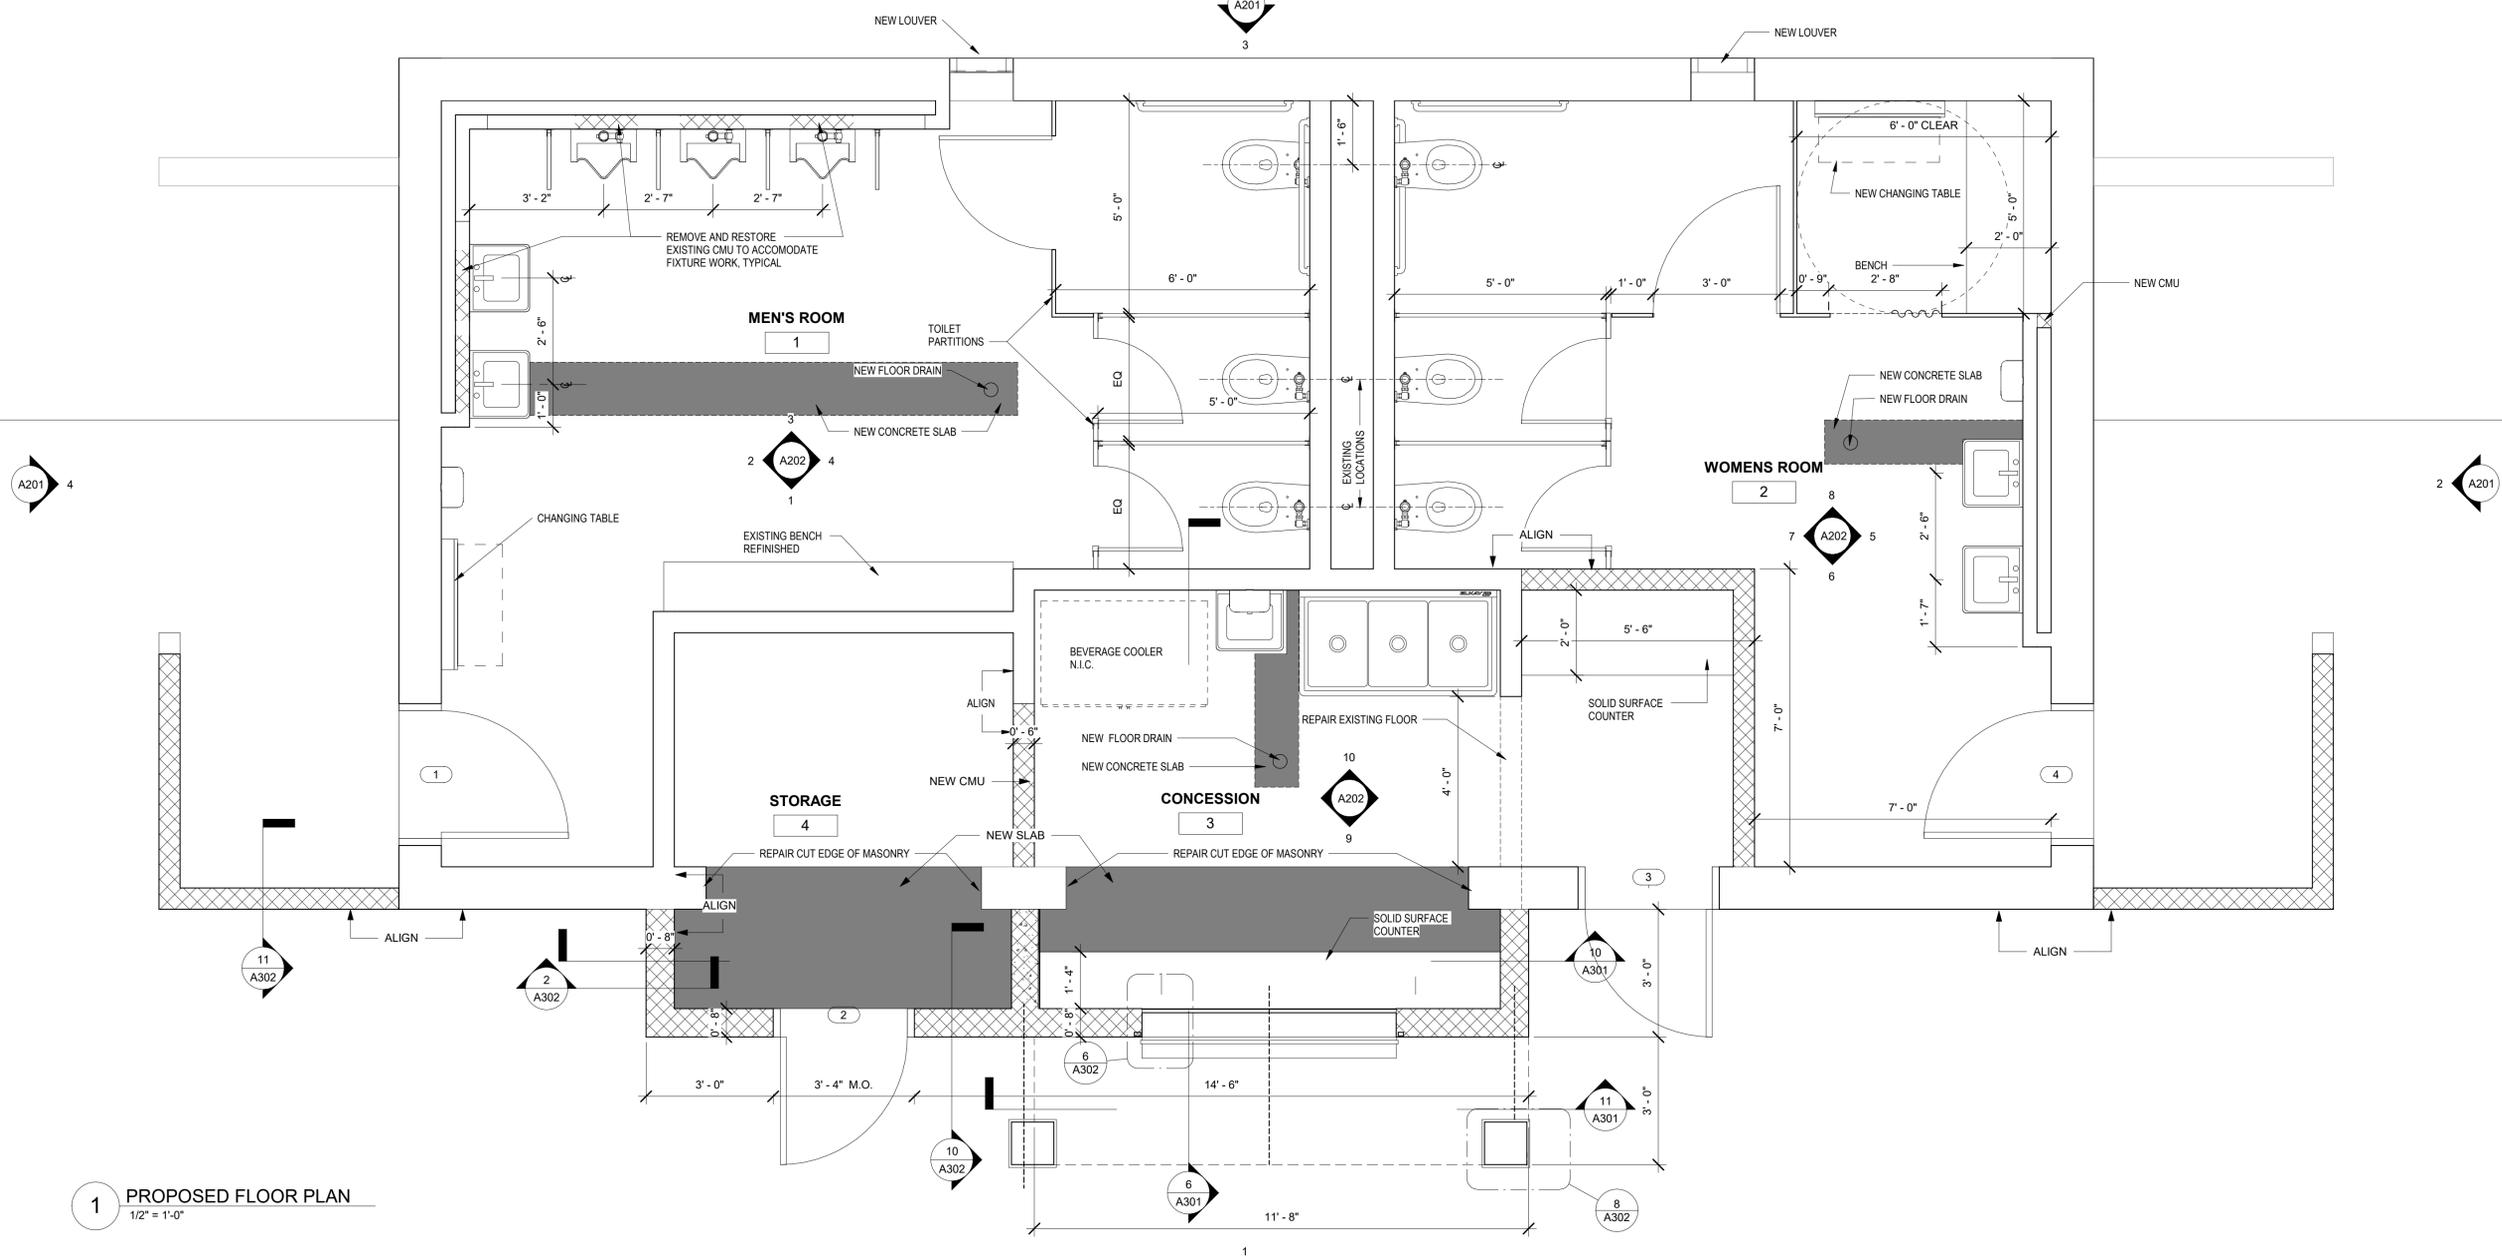 A201
3
NEW LOUVER
NEW LOUVER
6' - 0" CLEAR
1' - 6"
NEW CHANGING TABLE
3' - 2"
2' - 7"
2' - 7"
5' - 0"
5' - 0"
REMOVE AND RESTORE
EXISTING CMU TO ACCOMODATE
FIXTURE WORK, TYPICAL
2' - 0"
BENCH
6' - 0"
5' - 0"
1' - 0"
3' - 0"
0' - 9"
2' - 8"
NEW CMU
MEN'S ROOM
1
TOILET
PARTITIONS
2' - 6"
NEW FLOOR DRAIN
EQ
NEW CONCRETE SLAB
NEW FLOOR DRAIN
1' - 0"
5' - 0"
3
NEW CONCRETE SLAB
2
A202
4
1
EXISTING
LOCATIONS
WOMENS ROOM
2
A201
4
2
A201
EQ
8
7
A202
5
6
2' - 6"
CHANGING TABLE
EXISTING BENCH
REFINISHED
ALIGN
ELKAY
1' - 7"
2' - 0"
5' - 6"
BEVERAGE COOLER
N.I.C.
ALIGN
SOLID SURFACE
COUNTER
REPAIR EXISTING FLOOR
7' - 0"
0' - 6"
NEW FLOOR DRAIN
NEW CONCRETE SLAB
10
A202
9
1
NEW CMU
4' - 0"
4
STORAGE
4
CONCESSION
3
7' - 0"
NEW SLAB
REPAIR CUT EDGE OF MASONRY
REPAIR CUT EDGE OF MASONRY
3
ALIGN
SOLID SURFACE
COUNTER
ALIGN
0' - 8"
ALIGN
11
A302
2
A302
10
A301
1' - 4"
3' - 0"
0' - 8"
2
0' - 8"
6
A302
3' - 0"
3' - 4" M.O.
14' - 6"
11
A301
3' - 0"
10
A302
6
A301
8
A302
11' - 8"
1
1
PROPOSED FLOOR PLAN
1/2" = 1'-0"